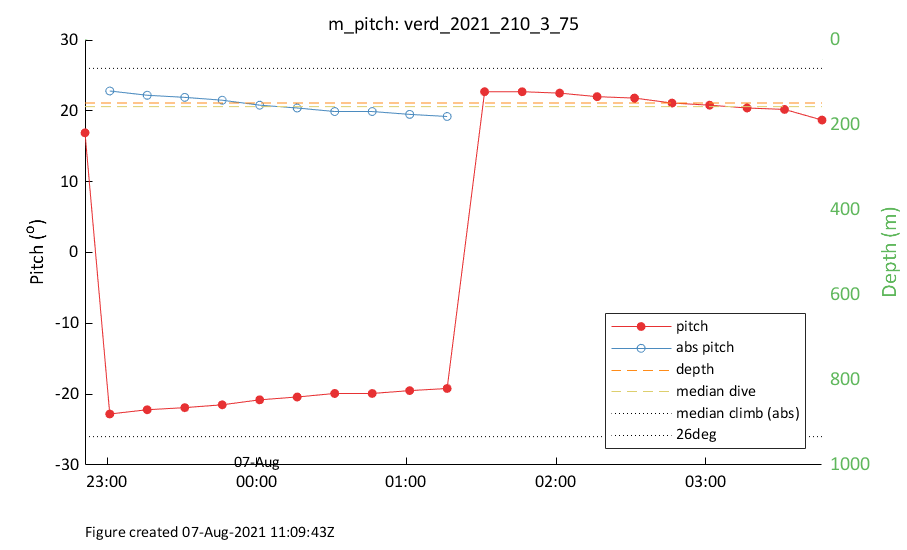 m_pitch: verd_2021_210_3_75
30
20
10
0
-10
-20
-30
Pitch (º)
0
200
400
600
800
1000
Depth (m)
pitch
abs pitch
depth
median dive
median climb (abs)
26deg
07-Aug
23:00
00:00
01:00
02:00
03:00
Figure created 07-Aug-2021 11:09:43Z